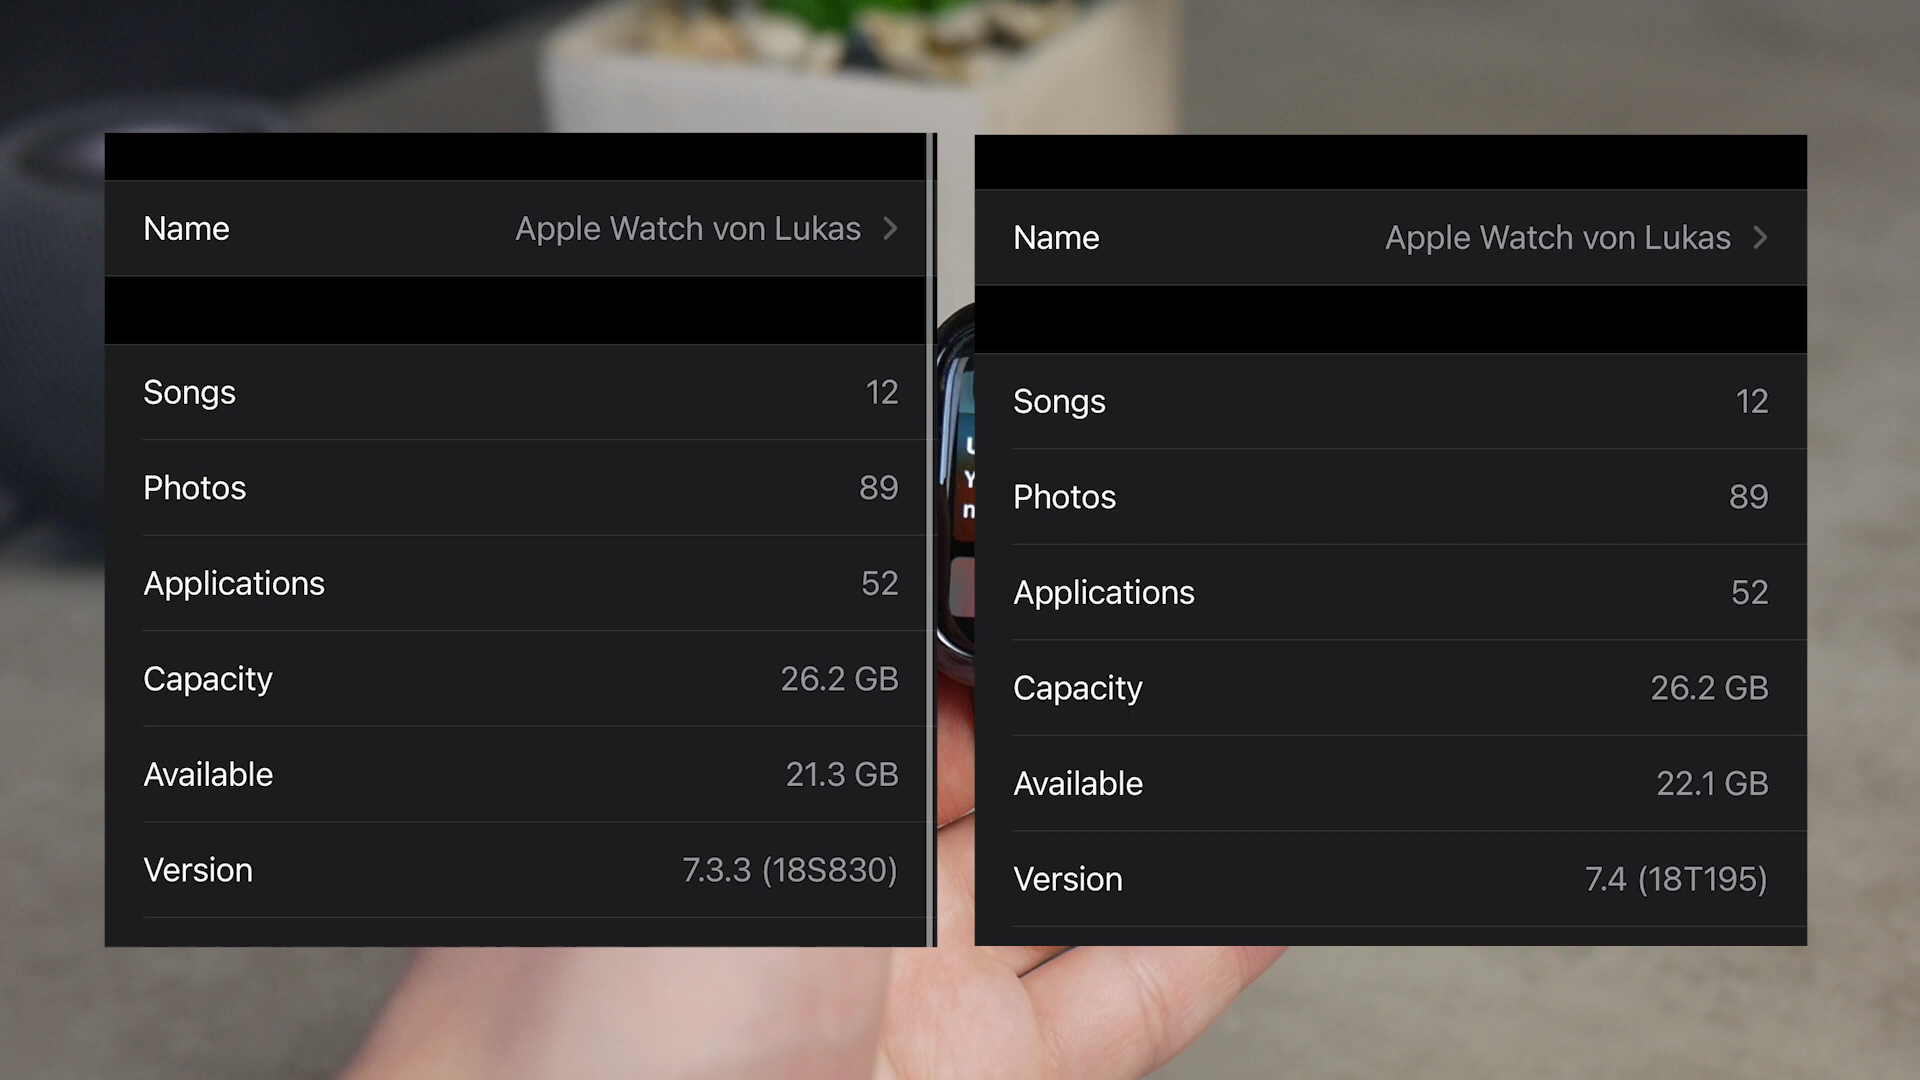 Name Apple Watch von Lukas
Songs 12
Photos 89
Applications 52
Capacity 26.2 GB
Available 21.3 GB
Version 7.3.3 (18S830)
Name Apple Watch von Lukas
Songs 12
Photos 89
Applications 52
Capacity 26.2 GB
Available 22.1 GB
Version 7.4 (18T195)